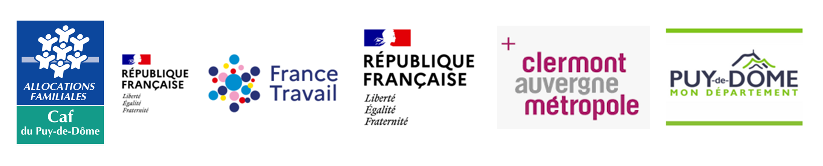 ALLOCATIONS
FAMILIALES
Caf
du Puy-de-Dôme
RÉPUBLIQUE
FRANÇAISE
Liberté
Égalité
Fraternité
France
Travail
RÉPUBLIQUE
FRANÇAISE
Liberté
Égalité
Fraternité
clermont
auvergne
métropole
PUY-de-DÔME
MON DÉPARTEMENT